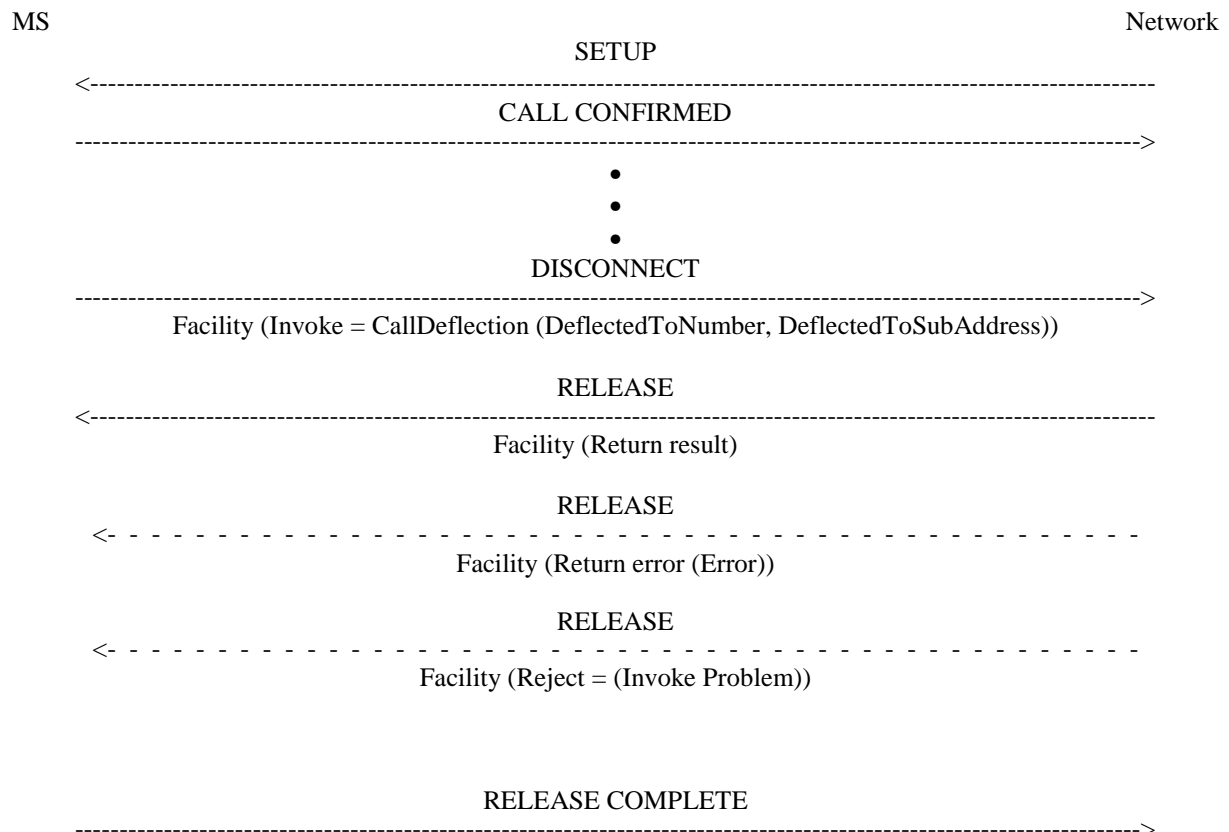 MS Network
SETUP
<----------------------------------------------------------------------------------------------------------------------
CALL CONFIRMED
---------------------------------------------------------------------------------------------------------------------->
•
•
•
DISCONNECT
---------------------------------------------------------------------------------------------------------------------->
Facility (Invoke = CallDeflection (DeflectedToNumber, DeflectedToSubAddress))
RELEASE
<----------------------------------------------------------------------------------------------------------------------
Facility (Return result)
RELEASE
<- - - - - - - - - - - - - - - - - - - - - - - - - - - - - - - - - - - - - - - - - - - - - - - - - - - - - - - -
Facility (Return error (Error))
RELEASE
<- - - - - - - - - - - - - - - - - - - - - - - - - - - - - - - - - - - - - - - - - - - - - - - - - - - - - - - -
Facility (Reject = (Invoke Problem))
RELEASE COMPLETE
---------------------------------------------------------------------------------------------------------------------->